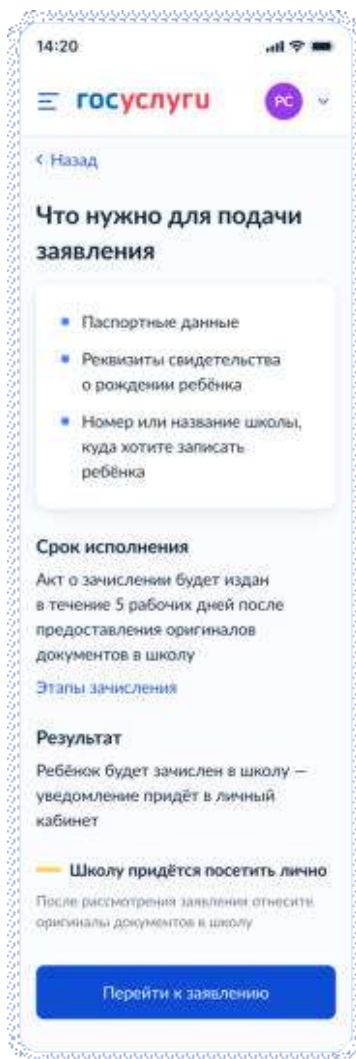 14:20
госуслуги
РС
Назад
Что нужно для подачи
заявления
Паспортные данные
Реквизиты свидетельства
о рождении ребёнка
Номер или название школы,
куда хотите записать
ребёнка
Срок исполнения
Акт о зачислении будет издан
в течение 5 рабочих дней после
предоставления оригиналов
документов в школу
Этапы зачисления
Результат
Ребёнок будет зачислен в школу —
уведомление придёт в личный
кабинет
Школу придётся посетить лично
После рассмотрения заявления отнесите
оригиналы документов в школу
Перейти к заявлению